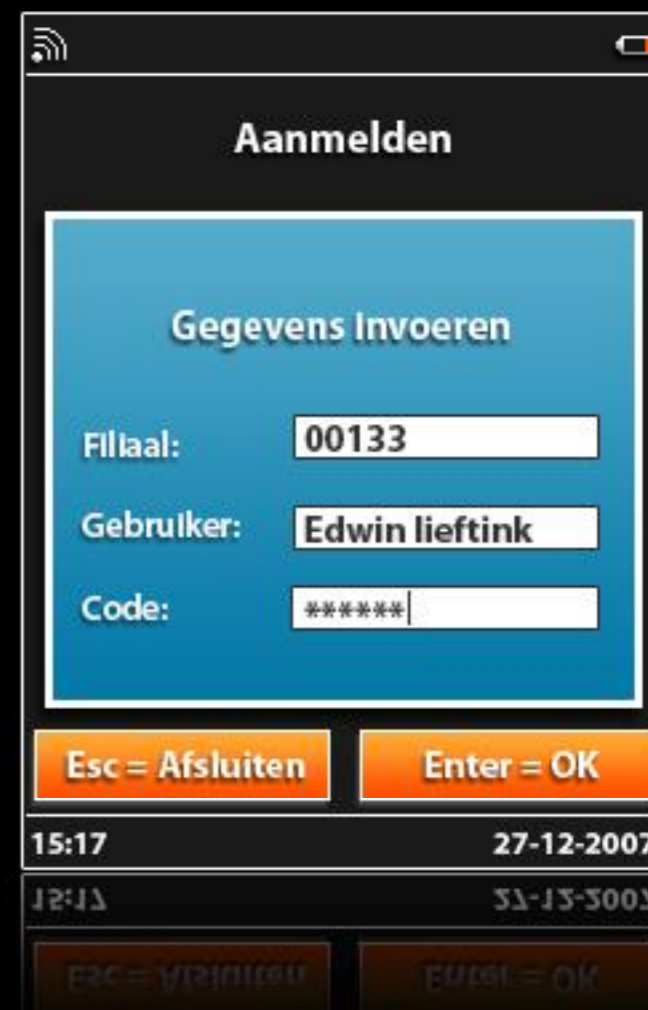 Aanmelden
Gegevens invoeren
Filiaal: 00133
Gebruiker: Edwin lieftink
Code: ******
Esc = Afsluiten Enter = OK
15:17 27-12-2007